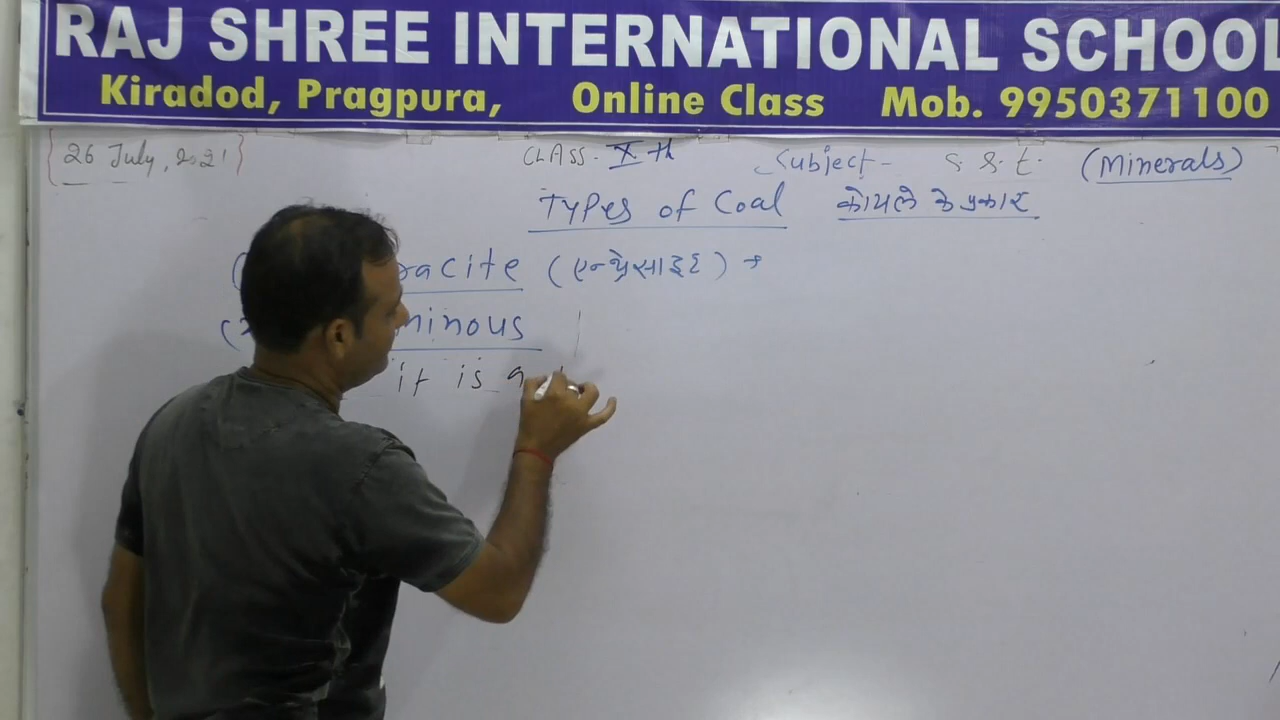 RAJ SHREE INTERNATIONAL SCHOOL
Kiradod, Pragpura, Online Class Mob. 9950371100
26 July, 2021 CLASS - Xth Subject - S. S. t. (Minerals)
Types of Coal कोयले के प्रकार
racite (एन्थ्रेसाइट) →
minous
it is a